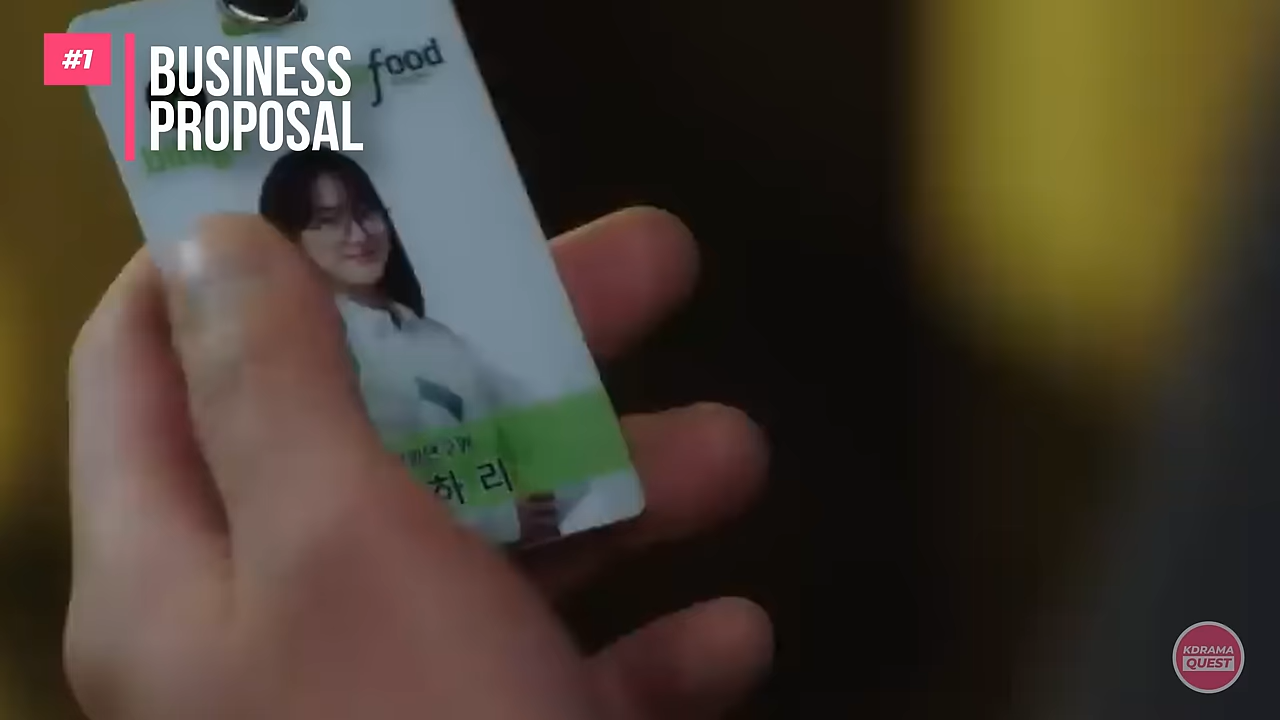 #1
BUSINESS
PROPOSAL
food
하리
KDRAMA
QUEST